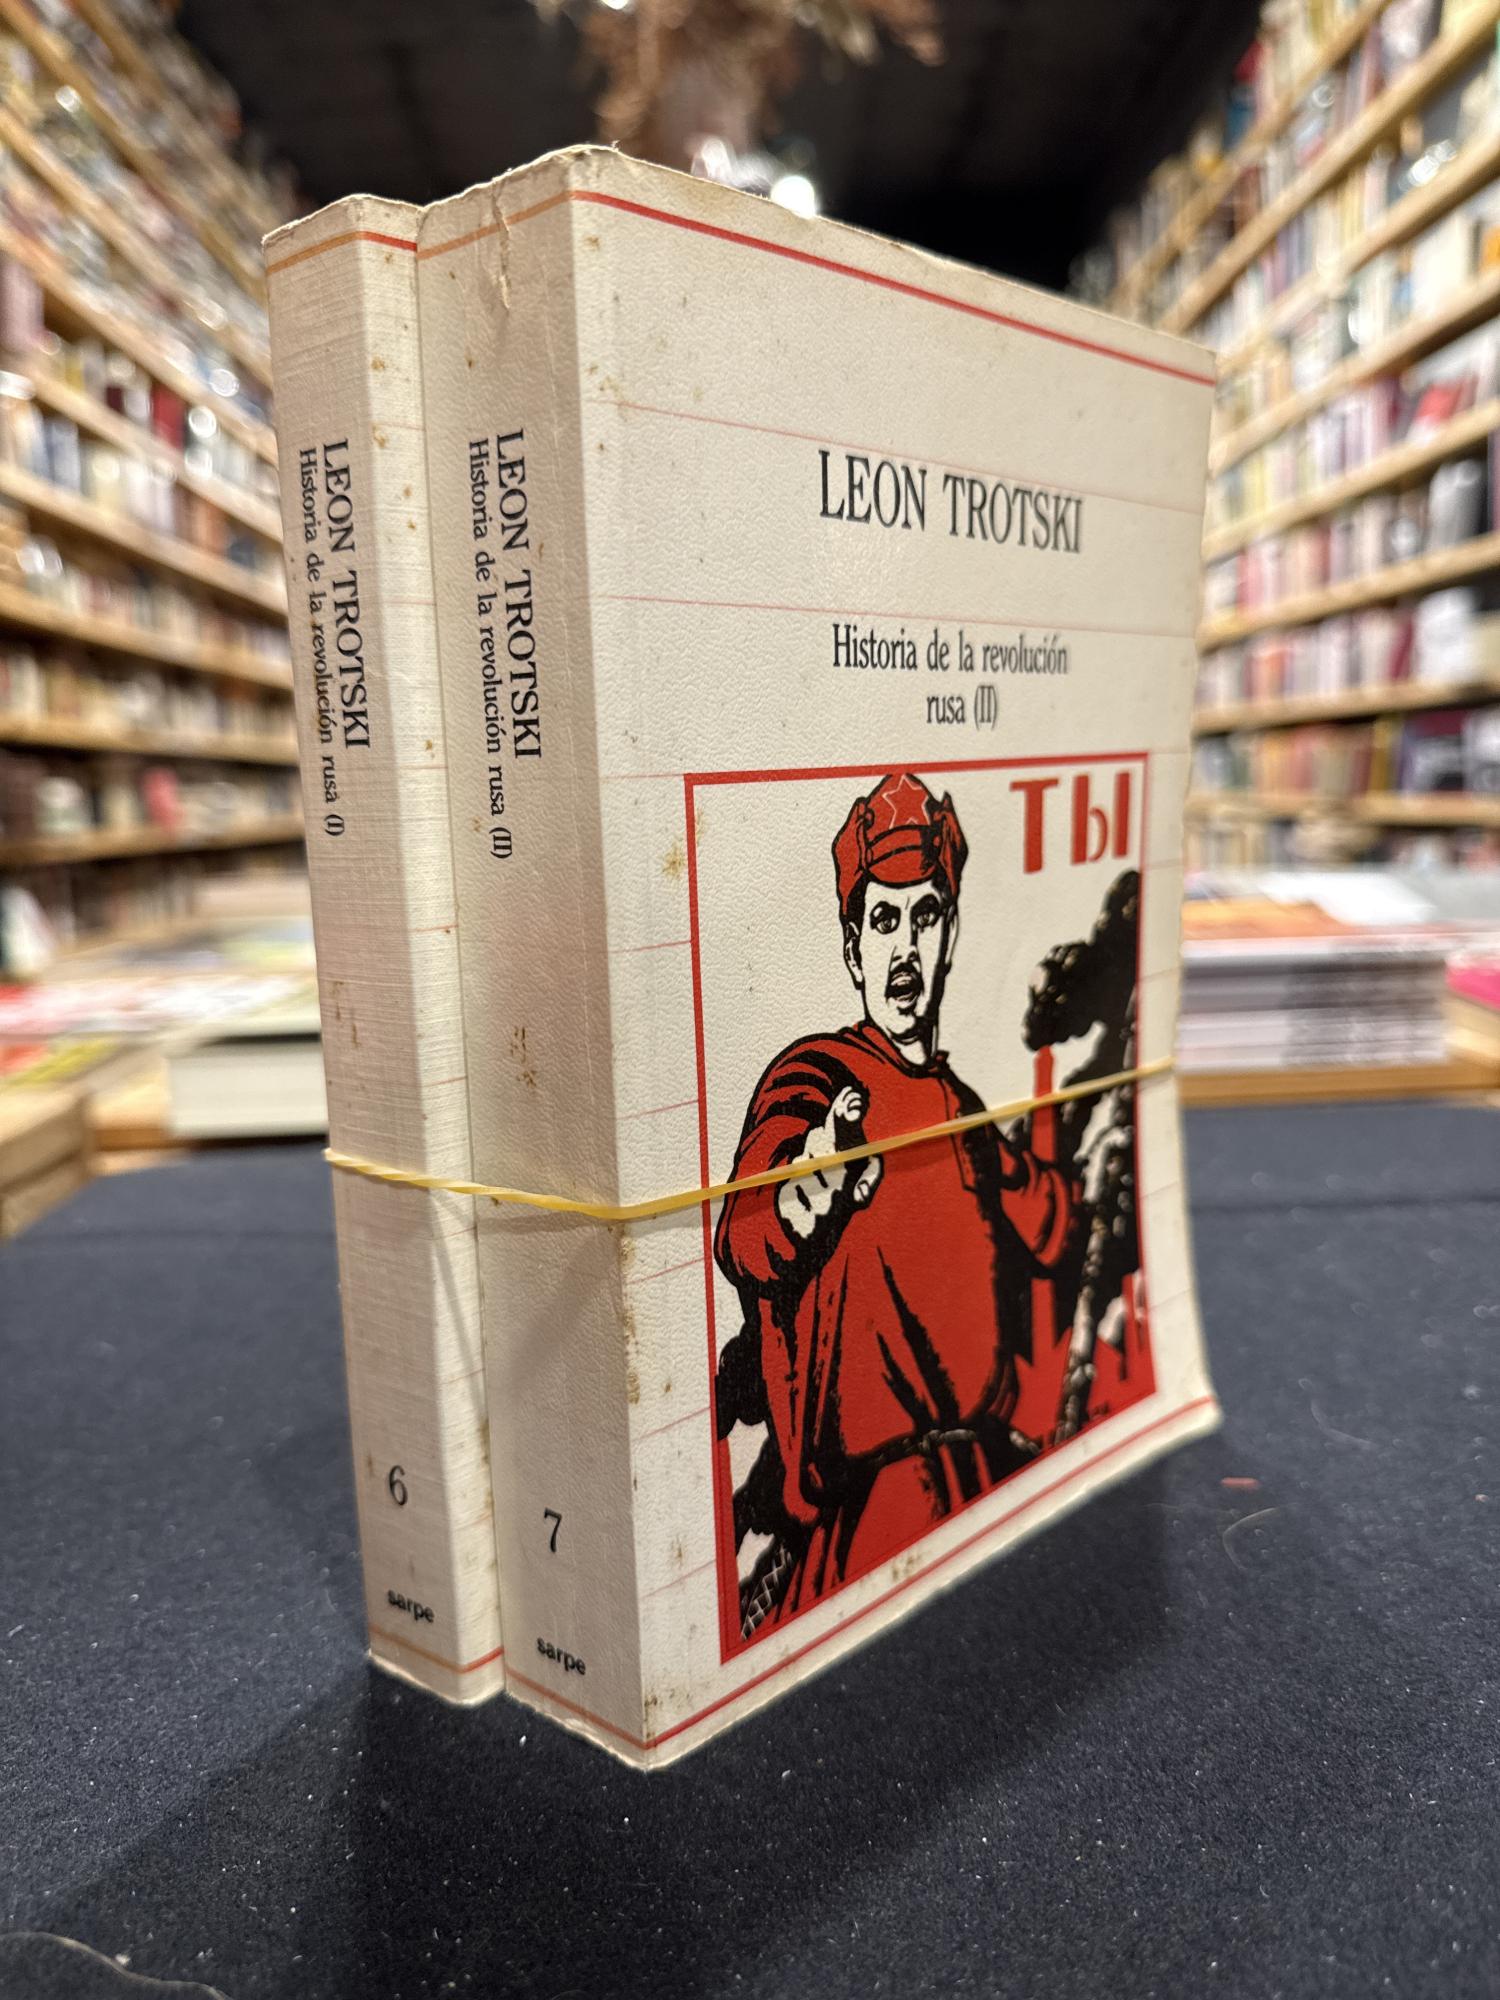 LEON TROTSKI
Historia de la revolución rusa (I)
6
sarpe
LEON TROTSKI
Historia de la revolución rusa (II)
7
sarpe
LEON TROTSKI
Historia de la revolución
rusa (II)
ТЫ